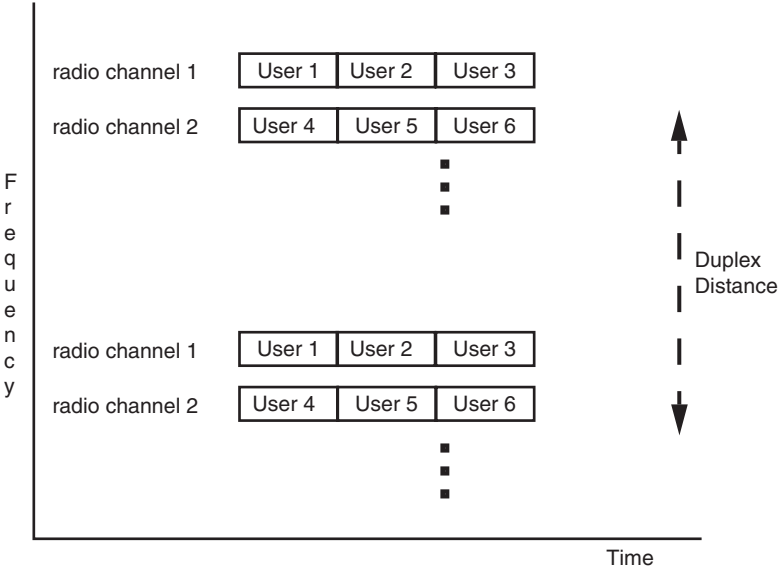 radio channel 1 User 1 User 2 User 3
radio channel 2 User 4 User 5 User 6
Frequency
Duplex
Distance
radio channel 1 User 1 User 2 User 3
radio channel 2 User 4 User 5 User 6
Time